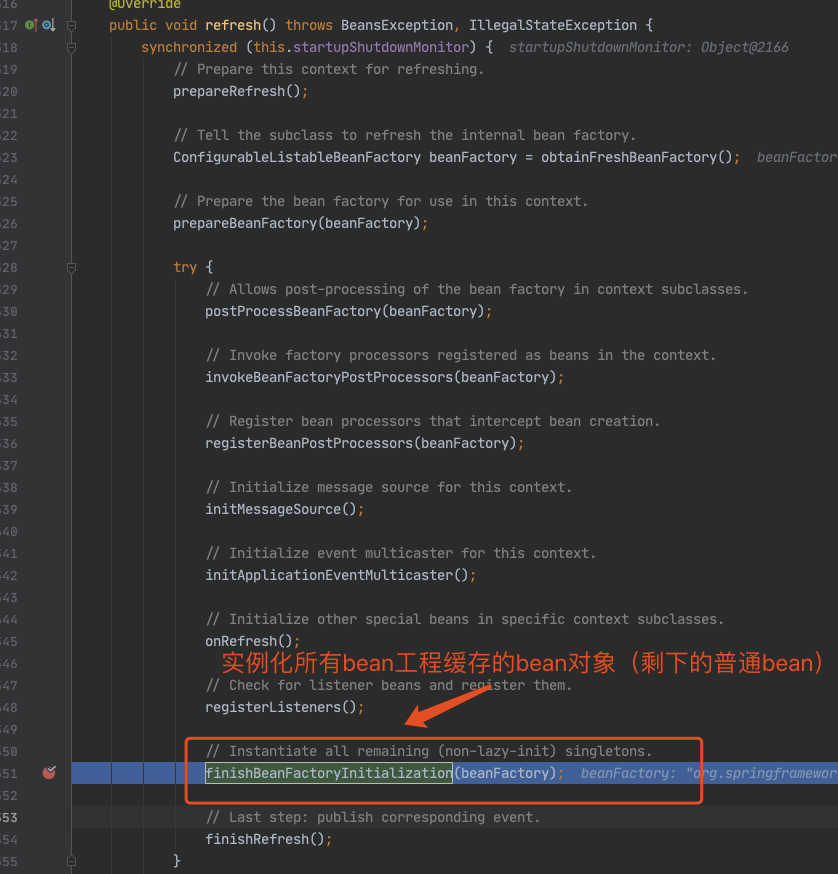 516 @Override
517 public void refresh() throws BeansException, IllegalStateException {
518 synchronized (this.startupShutdownMonitor) { startupShutdownMonitor: Object@2166
519 // Prepare this context for refreshing.
520 prepareRefresh();
521
522 // Tell the subclass to refresh the internal bean factory.
523 ConfigurableListableBeanFactory beanFactory = obtainFreshBeanFactory(); beanFactor
524
525 // Prepare the bean factory for use in this context.
526 prepareBeanFactory(beanFactory);
527
528 try {
529 // Allows post-processing of the bean factory in context subclasses.
530 postProcessBeanFactory(beanFactory);
531
532 // Invoke factory processors registered as beans in the context.
533 invokeBeanFactoryPostProcessors(beanFactory);
534
535 // Register bean processors that intercept bean creation.
536 registerBeanPostProcessors(beanFactory);
537
538 // Initialize message source for this context.
539 initMessageSource();
540
541 // Initialize event multicaster for this context.
542 initApplicationEventMulticaster();
543
544 // Initialize other special beans in specific context subclasses.
545 onRefresh();
546 实例化所有bean工程缓存的bean对象（剩下的普通bean）
547 // Check for listener beans and register them.
548 registerListeners();
549
550 // Instantiate all remaining (non-lazy-init) singletons.
551 finishBeanFactoryInitialization(beanFactory); beanFactory: "org.springframewor
552
553 // Last step: publish corresponding event.
554 finishRefresh();
555 }